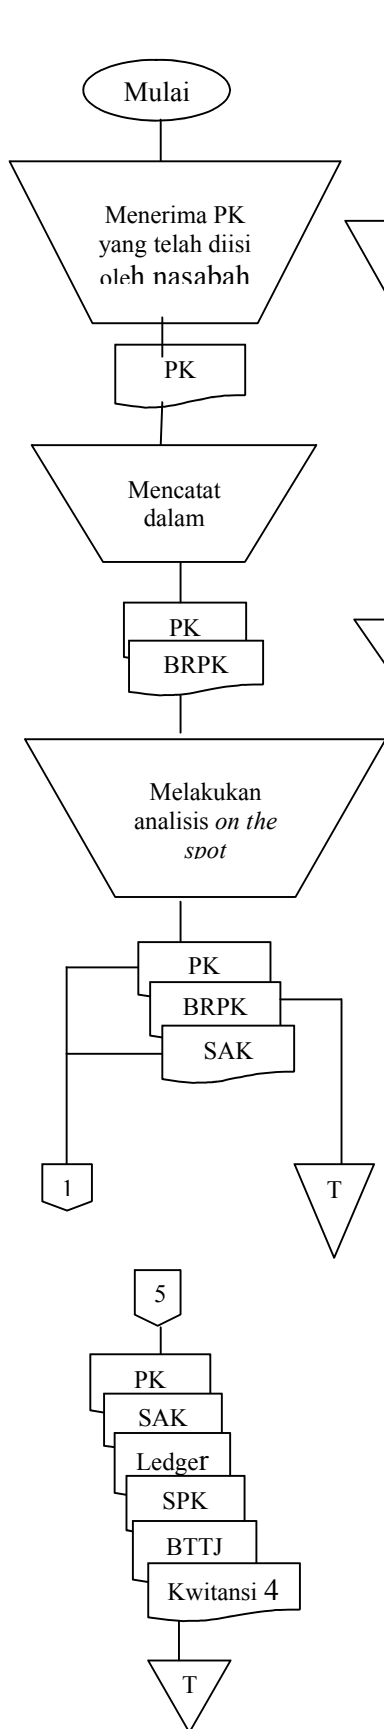 Mulai
Menerima PK
yang telah diisi
oleh nasabah
PK
Mencatat
dalam
PK
BRPK
Melakukan
analisis on the
spot
PK
BRPK
SAK
1
T
5
PK
SAK
Ledger
SPK
BTTJ
Kwitansi 4
T